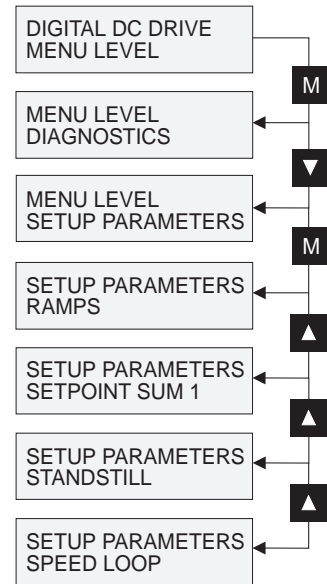 DIGITAL DC DRIVE
MENU LEVEL
M
MENU LEVEL
DIAGNOSTICS
MENU LEVEL
SETUP PARAMETERS
M
SETUP PARAMETERS
RAMPS
SETUP PARAMETERS
SETPOINT SUM 1
SETUP PARAMETERS
STANDSTILL
SETUP PARAMETERS
SPEED LOOP